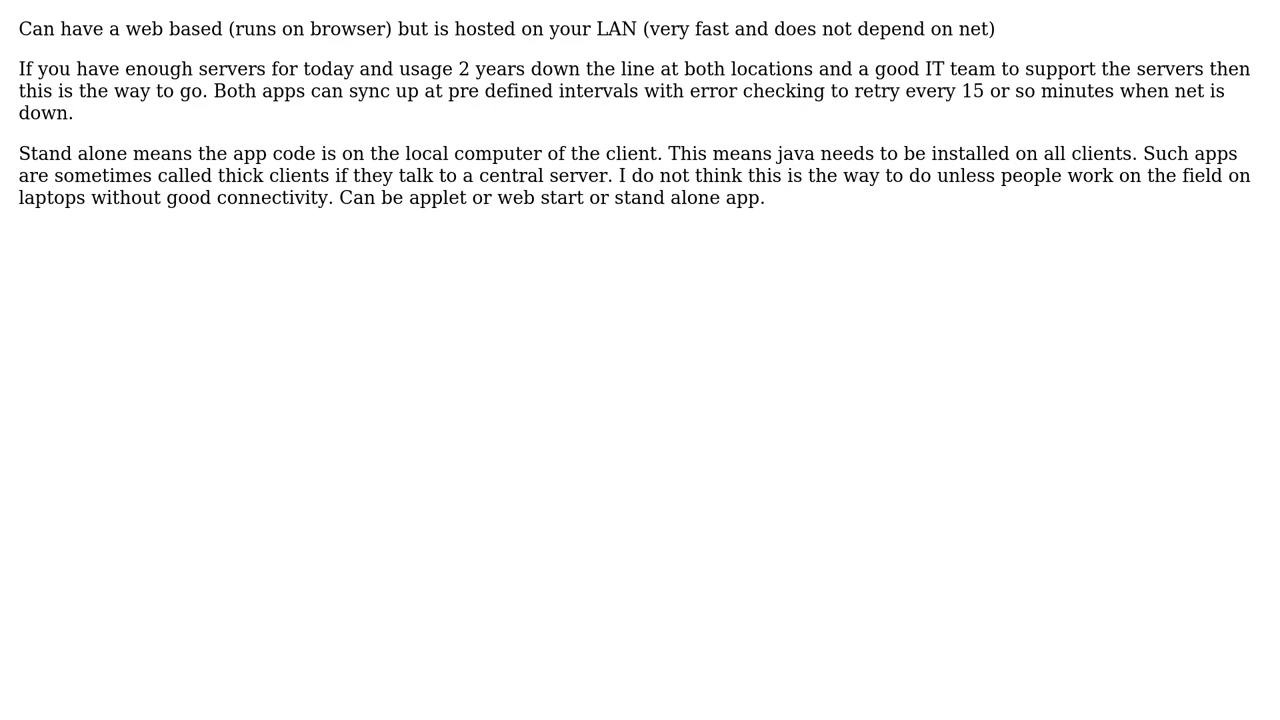 Can have a web based (runs on browser) but is hosted on your LAN (very fast and does not depend on net)
If you have enough servers for today and usage 2 years down the line at both locations and a good IT team to support the servers then
this is the way to go. Both apps can sync up at pre defined intervals with error checking to retry every 15 or so minutes when net is
down.
Stand alone means the app code is on the local computer of the client. This means java needs to be installed on all clients. Such apps
are sometimes called thick clients if they talk to a central server. I do not think this is the way to do unless people work on the field on
laptops without good connectivity. Can be applet or web start or stand alone app.